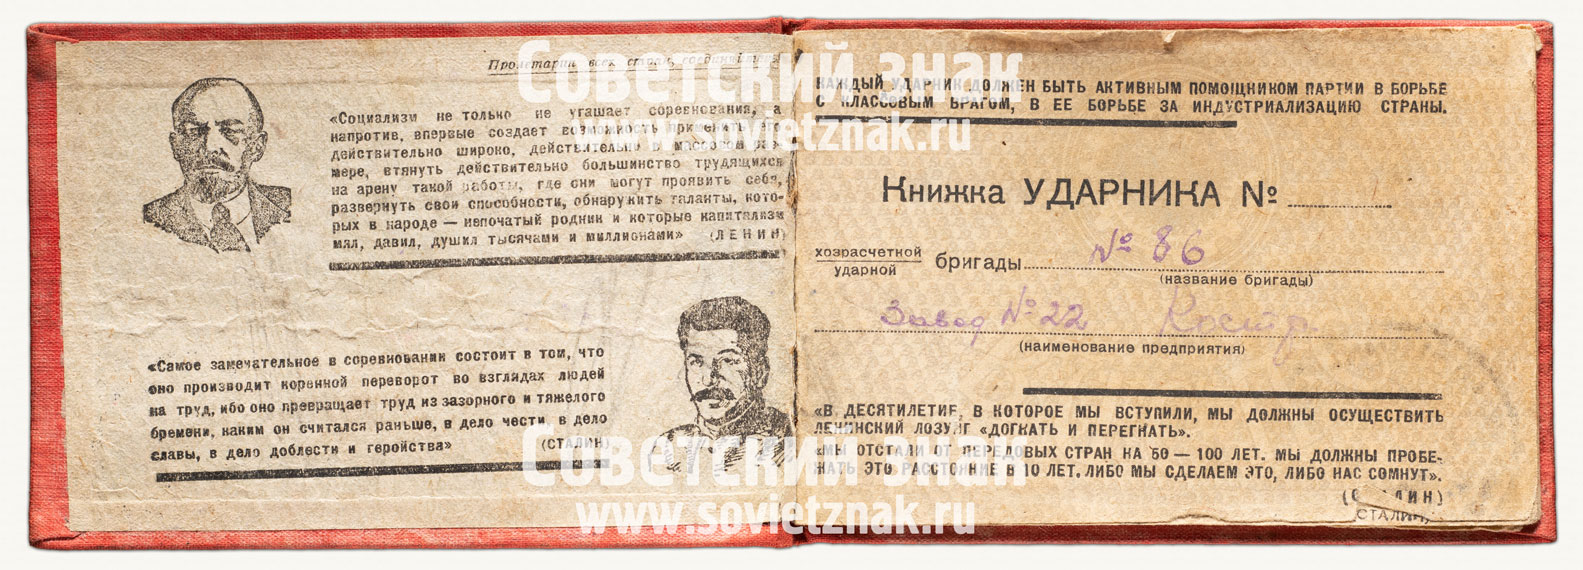 Пролетарии всех стран, соединяйтесь!
«Социализм не только не угашает соревнования, а
напротив, впервые создает возможность применить его
действительно широко, действительно в массовом раз-
мере, втянуть действительно большинство трудящихся
на арену такой работы, где они могут проявить себя,
развернуть свои способности, обнаружить таланты, кото-
рых в народе — непочатый родник и которые капитализм
мял, давил, душил тысячами и миллионами» (ЛЕНИН)
«Самое замечательное в соревновании состоит в том, что
оно производит коренной переворот во взглядах людей
на труд, ибо оно превращает труд из зазорного и тяжелого
бремени, каким он считался раньше, в дело чести, в дело
славы, в дело доблести и геройства» (СТАЛИН)
КАЖДЫЙ УДАРНИК ДОЛЖЕН БЫТЬ АКТИВНЫМ ПОМОЩНИКОМ ПАРТИИ В БОРЬБЕ
С КЛАССОВЫМ ВРАГОМ, В ЕЕ БОРЬБЕ ЗА ИНДУСТРИАЛИЗАЦИЮ СТРАНЫ.
Книжка УДАРНИКА №
хозрасчетной
ударной
бригады № 86
(название бригады)
Завод № 22
(наименование предприятия)
«В ДЕСЯТИЛЕТИЕ, В КОТОРОЕ МЫ ВСТУПИЛИ, МЫ ДОЛЖНЫ ОСУЩЕСТВИТЬ
ЛЕНИНСКИЙ ЛОЗУНГ «ДОГНАТЬ И ПЕРЕГНАТЬ».
«МЫ ОТСТАЛИ ОТ ПЕРЕДОВЫХ СТРАН НА 50 — 100 ЛЕТ. МЫ ДОЛЖНЫ ПРОБЕ-
ЖАТЬ ЭТО РАССТОЯНИЕ В 10 ЛЕТ. ЛИБО МЫ СДЕЛАЕМ ЭТО, ЛИБО НАС СОМНУТ».
(СТАЛИН)
СТАЛИН)
Советский знак
www.sovietznak.ru
Советский знак
www.sovietznak.ru